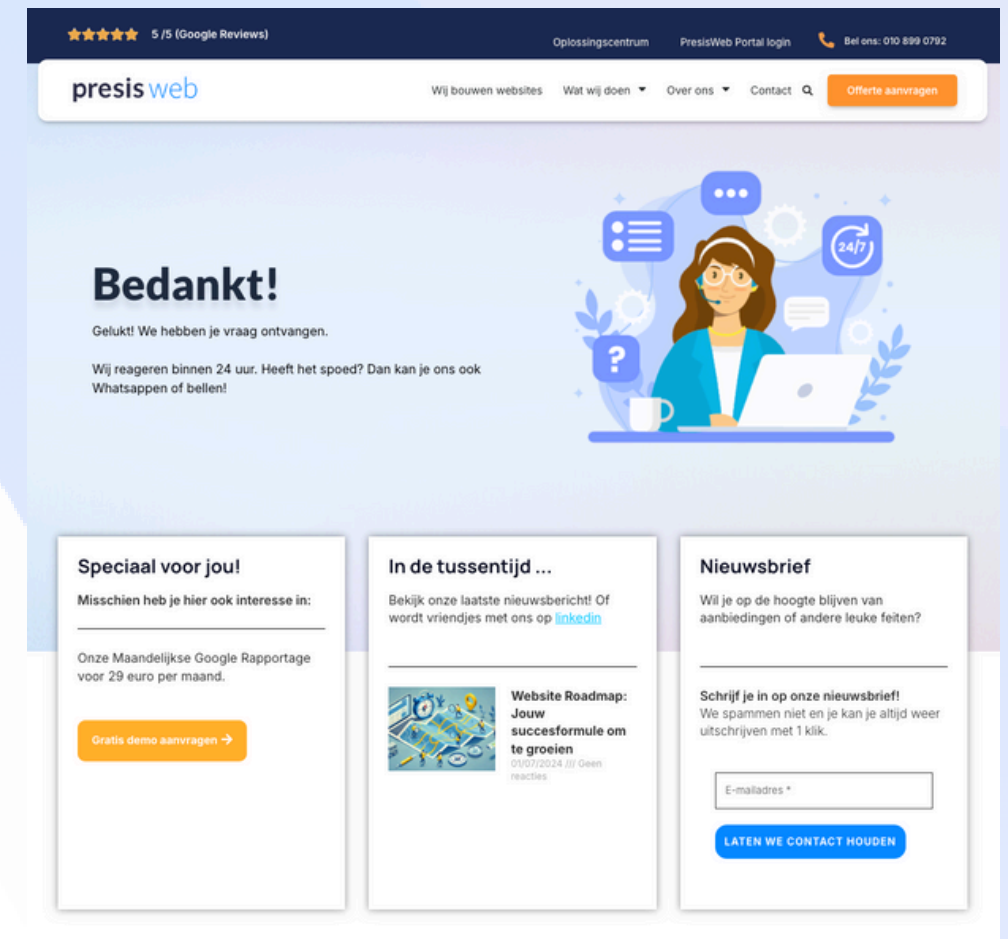 5 /5 (Google Reviews)
Oplossingscentrum
PresisWeb Portal login
Bel ons: 010 899 0792
presis web
Wij bouwen websites
Wat wij doen
Over ons
Contact
Offerte aanvragen
24/7
?
Bedankt!
Gelukt! We hebben je vraag ontvangen.
Wij reageren binnen 24 uur. Heeft het spoed? Dan kan je ons ook
Whatsappen of bellen!
Speciaal voor jou!
Misschien heb je hier ook interesse in:
Onze Maandelijkse Google Rapportage
voor 29 euro per maand.
Gratis demo aanvragen →
In de tussentijd ...
Bekijk onze laatste nieuwsbericht! Of
wordt vriendjes met ons op linkedin
Website Roadmap:
Jouw
succesformule om
te groeien
01/07/2024 /// Geen
reacties
Nieuwsbrief
Wil je op de hoogte blijven van
aanbiedingen of andere leuke feiten?
Schrijf je in op onze nieuwsbrief!
We spammen niet en je kan je altijd weer
uitschrijven met 1 klik.
E-mailadres *
LATEN WE CONTACT HOUDEN